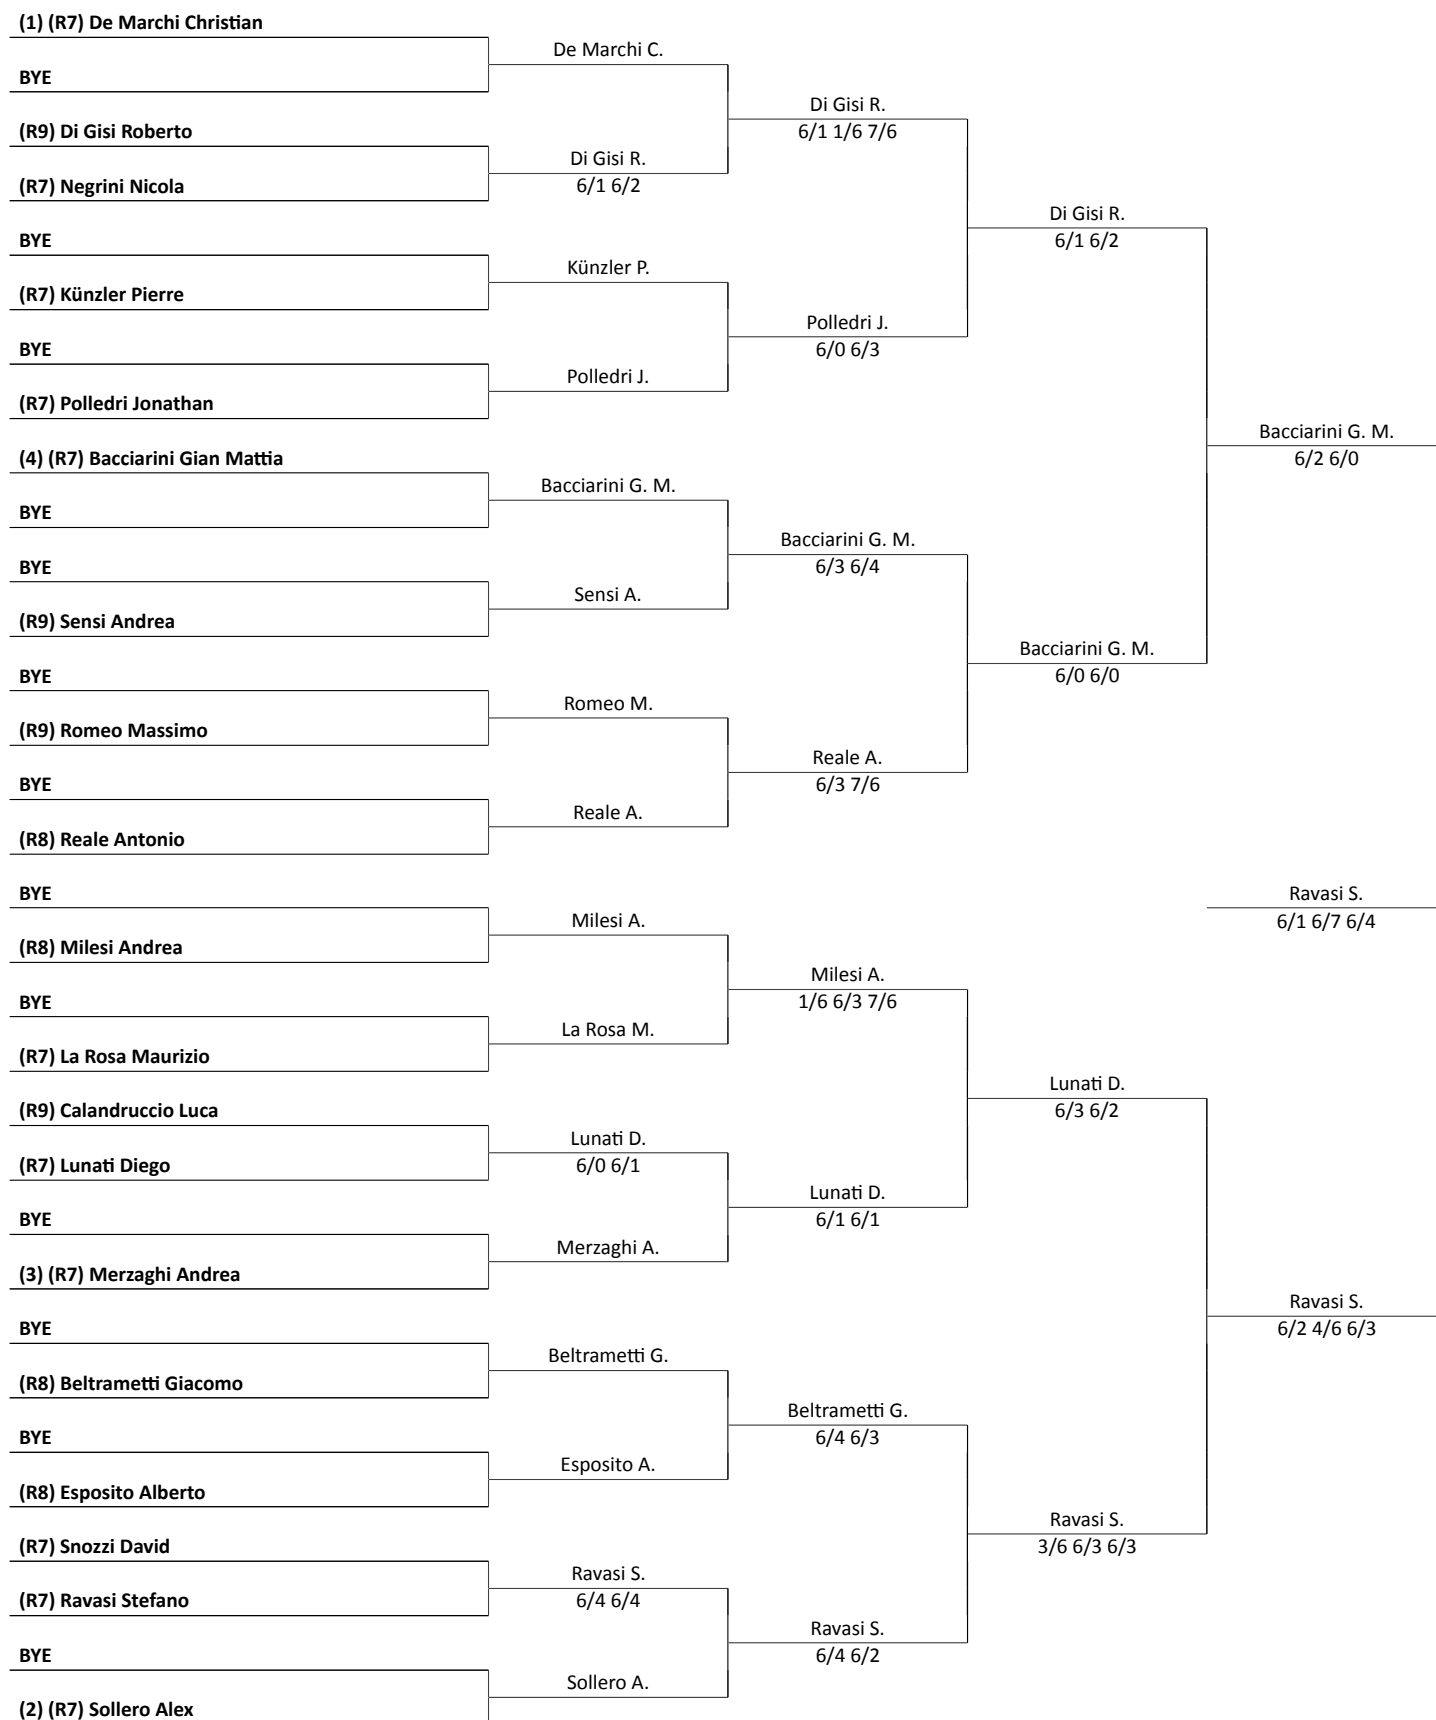 (1) (R7) De Marchi Christian
De Marchi C.
BYE
Di Gisi R.
(R9) Di Gisi Roberto
6/1 1/6 7/6
Di Gisi R.
(R7) Negrini Nicola
6/1 6/2
Di Gisi R.
BYE
6/1 6/2
Künzler P.
(R7) Künzler Pierre
Polledri J.
BYE
6/0 6/3
Polledri J.
(R7) Polledri Jonathan
Bacciarini G. M.
(4) (R7) Bacciarini Gian Mattia
6/2 6/0
Bacciarini G. M.
BYE
Bacciarini G. M.
BYE
6/3 6/4
Sensi A.
(R9) Sensi Andrea
Bacciarini G. M.
BYE
6/0 6/0
Romeo M.
(R9) Romeo Massimo
Reale A.
BYE
6/3 7/6
Reale A.
(R8) Reale Antonio
BYE
Ravasi S.
6/1 6/7 6/4
Milesi A.
(R8) Milesi Andrea
Milesi A.
BYE
1/6 6/3 7/6
La Rosa M.
(R7) La Rosa Maurizio
Lunati D.
(R9) Calandruccio Luca
6/3 6/2
Lunati D.
(R7) Lunati Diego
6/0 6/1
Lunati D.
BYE
6/1 6/1
Merzaghi A.
(3) (R7) Merzaghi Andrea
Ravasi S.
BYE
6/2 4/6 6/3
Beltrametti G.
(R8) Beltrametti Giacomo
Beltrametti G.
BYE
6/4 6/3
Esposito A.
(R8) Esposito Alberto
Ravasi S.
(R7) Snozzi David
3/6 6/3 6/3
Ravasi S.
(R7) Ravasi Stefano
6/4 6/4
Ravasi S.
BYE
6/4 6/2
Sollero A.
(2) (R7) Sollero Alex